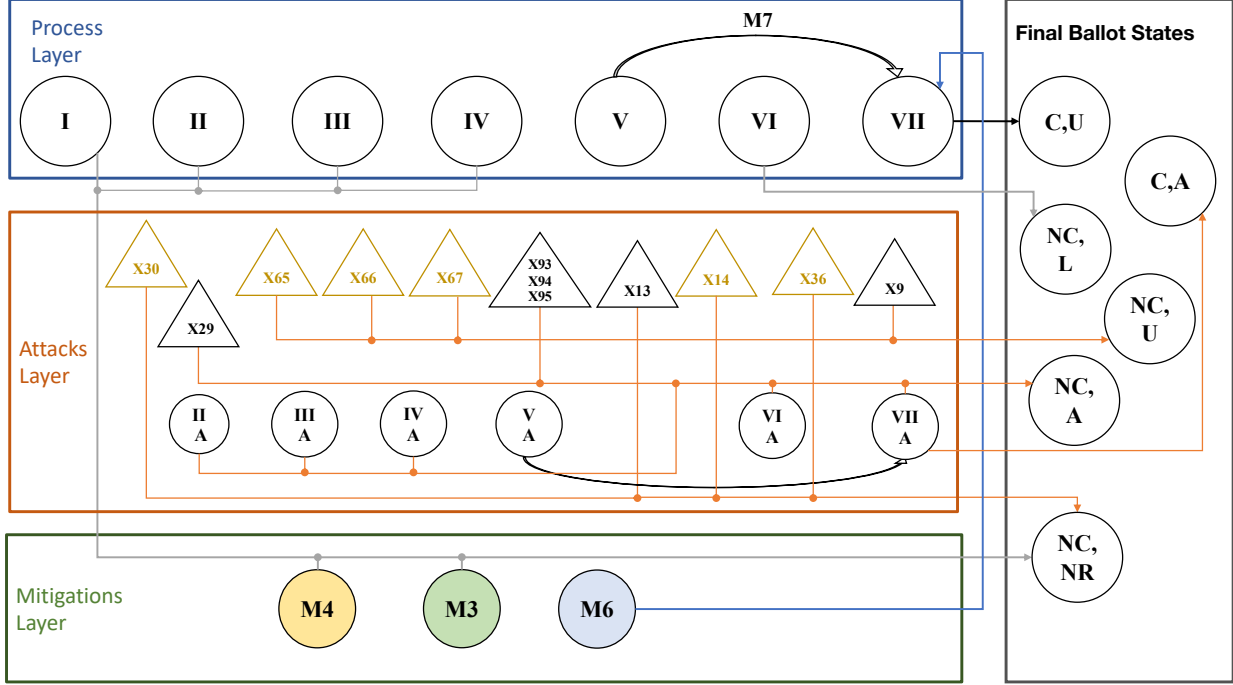 Process
Layer
M7
I
II
III
IV
V
VI
VII
Final Ballot States
C,U
C,A
NC,
L
NC,
U
NC,
A
NC,
NR
Attacks
Layer
X30
X29
X65
X66
X67
X93
X94
X95
X13
X14
X36
X9
II
A
III
A
IV
A
V
A
VI
A
VII
A
Mitigations
Layer
M4
M3
M6